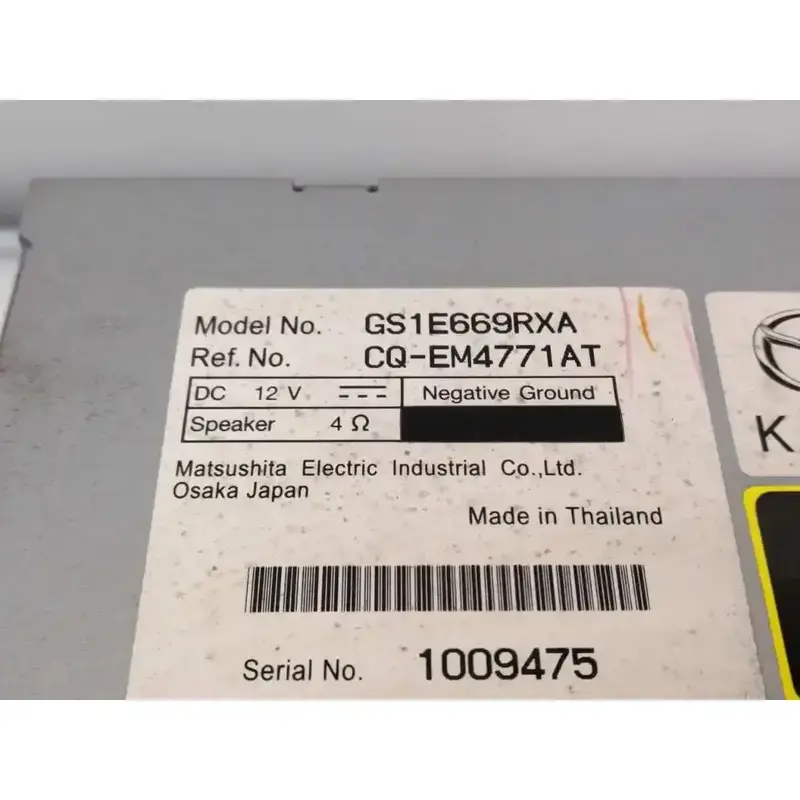 Model No. GS1E669RXA
Ref. No. CQ-EM4771AT
DC 12 V Negative Ground
Speaker 4 Ω
Matsushita Electric Industrial Co.,Ltd.
Osaka Japan
Made in Thailand
Serial No. 1009475
K